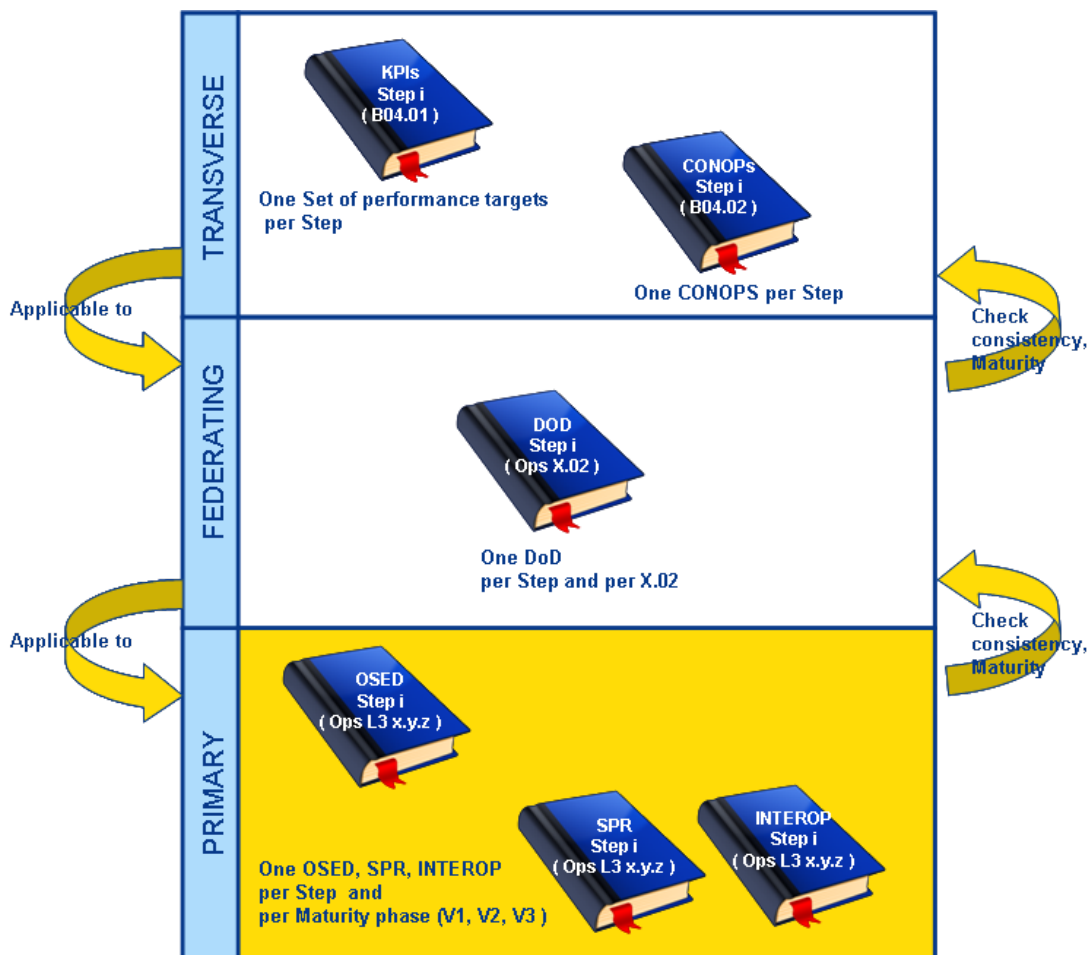 TRANSVERSE
KPIs
Step i
( B04.01 )
One Set of performance targets
per Step
CONOPs
Step i
( B04.02 )
One CONOPS per Step
Applicable to
Check
consistency,
Maturity
FEDERATING
DOD
Step i
( Ops X.02 )
One DoD
per Step and per X.02
Applicable to
Check
consistency,
Maturity
PRIMARY
OSED
Step i
( Ops L3 x.y.z )
SPR
Step i
( Ops L3 x.y.z )
INTEROP
Step i
( Ops L3 x.y.z )
One OSED, SPR, INTEROP
per Step and
per Maturity phase (V1, V2, V3 )